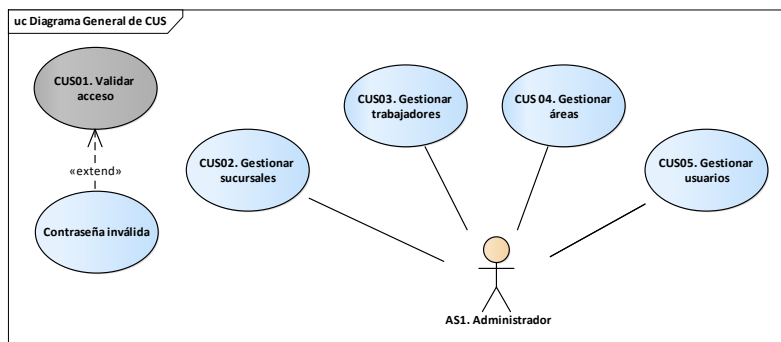 uc Diagrama General de CUS
CUS01. Validar
acceso
«extend»
Contraseña inválida
CUS02. Gestionar
sucursales
CUS03. Gestionar
trabajadores
CUS 04. Gestionar
áreas
CUS05. Gestionar
usuarios
AS1. Administrador